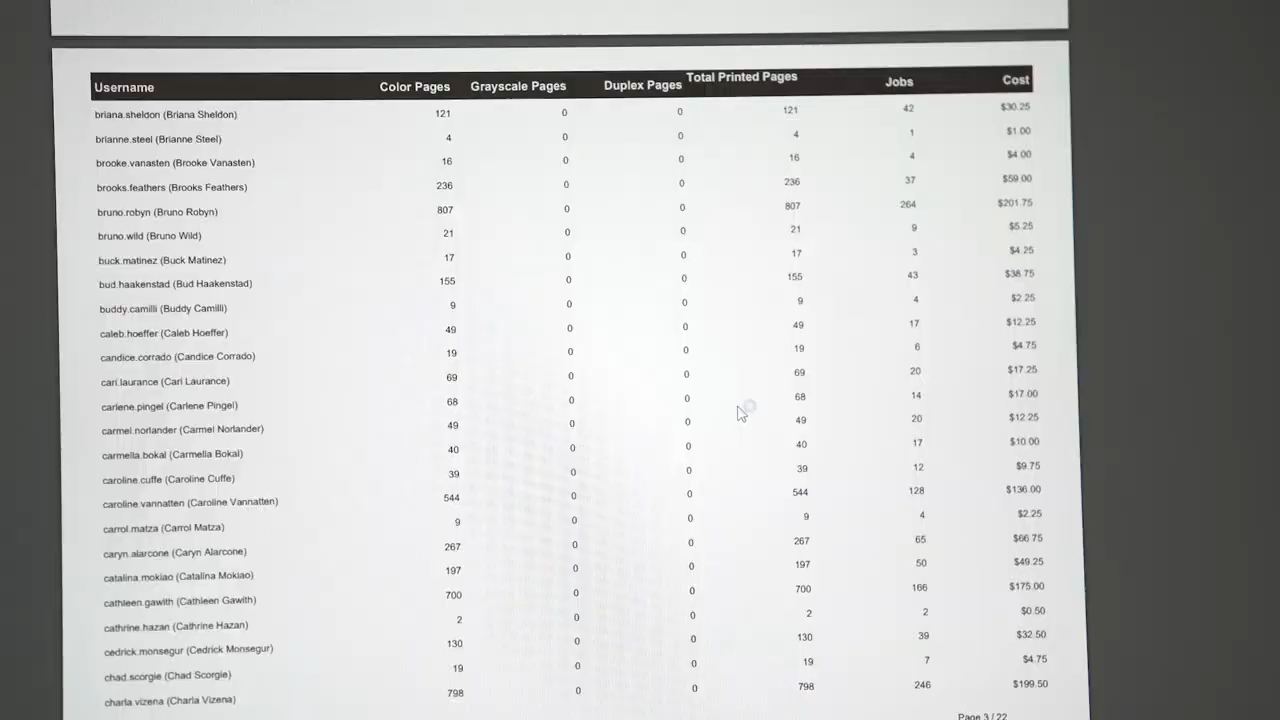 Username Color Pages Grayscale Pages Duplex Pages Total Printed Pages Jobs Cost
briana.sheldon (Briana Sheldon) 121 0 0 121 42 $30.25
brianne.steel (Brianne Steel) 4 0 0 4 1 $1.00
brooke.vanasten (Brooke Vanasten) 16 0 0 16 4 $4.00
brooks.feathers (Brooks Feathers) 236 0 0 236 37 $59.00
bruno.robyn (Bruno Robyn) 807 0 0 807 264 $201.75
bruno.wild (Bruno Wild) 21 0 0 21 9 $5.25
buck.matinez (Buck Matinez) 17 0 0 17 3 $4.25
bud.haakenstad (Bud Haakenstad) 155 0 0 155 43 $38.75
buddy.camilli (Buddy Camilli) 9 0 0 9 4 $2.25
caleb.hoeffer (Caleb Hoeffer) 49 0 0 49 17 $12.25
candice.corrado (Candice Corrado) 19 0 0 19 6 $4.75
carl.laurance (Carl Laurance) 69 0 0 69 20 $17.25
carlene.pingel (Carlene Pingel) 68 0 0 68 14 $17.00
carmel.norlander (Carmel Norlander) 49 0 0 49 20 $12.25
carmella.bokal (Carmella Bokal) 40 0 0 40 17 $10.00
caroline.cuffe (Caroline Cuffe) 39 0 0 39 12 $9.75
caroline.vannatten (Caroline Vannatten) 544 0 0 544 128 $136.00
carrol.matza (Carrol Matza) 9 0 0 9 4 $2.25
caryn.alarcone (Caryn Alarcone) 267 0 0 267 65 $66.75
catalina.mokiao (Catalina Mokiao) 197 0 0 197 50 $49.25
cathleen.gawith (Cathleen Gawith) 700 0 0 700 166 $175.00
cathrine.hazan (Cathrine Hazan) 2 0 0 2 2 $0.50
cedrick.monsegur (Cedrick Monsegur) 130 0 0 130 39 $32.50
chad.scorgie (Chad Scorgie) 19 0 0 19 7 $4.75
charla.vizena (Charla Vizena) 798 0 0 798 246 $199.50
Page 3 / 22